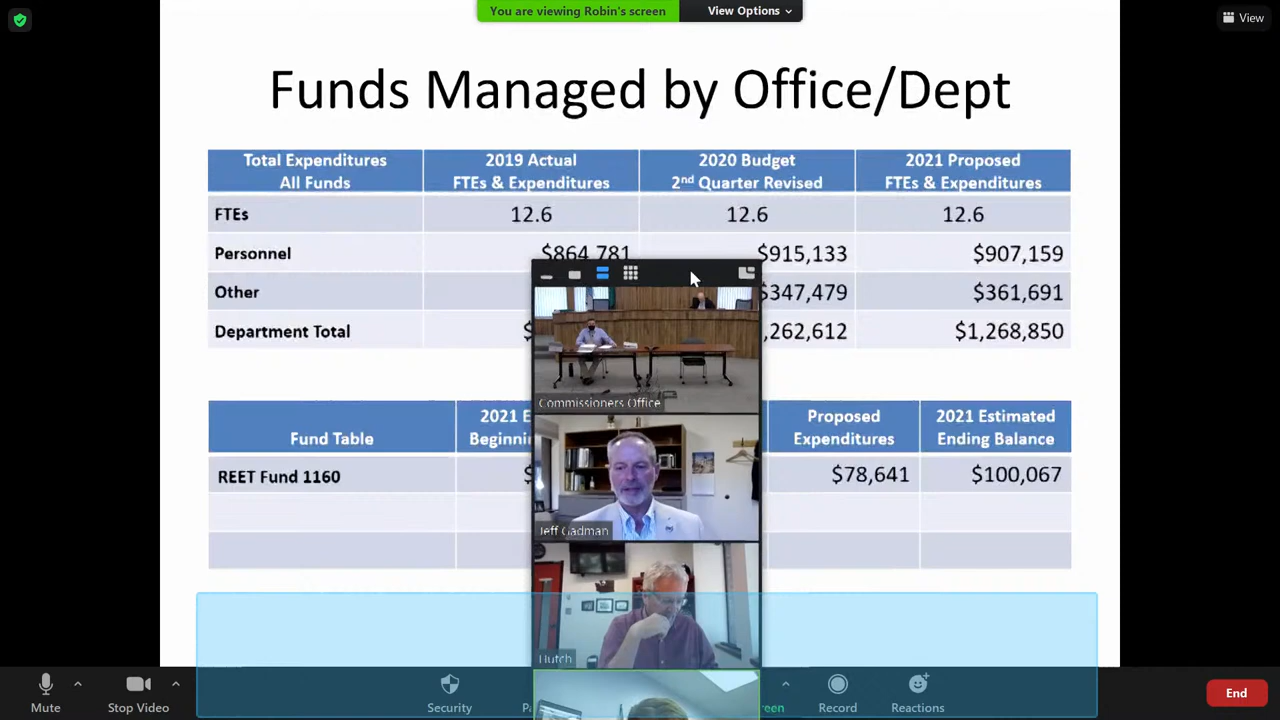 You are viewing Robin's screen
View Options
View
Funds Managed by Office/Dept
Total Expenditures All Funds
2019 Actual FTEs & Expenditures
2020 Budget 2nd Quarter Revised
2021 Proposed FTEs & Expenditures
FTEs 12.6 12.6 12.6
Personnel $864,781 $915,133 $907,159
Other $347,479 $361,691
Department Total $ ,262,612 $1,268,850
Commissioners Office
Fund Table
2021
Proposed Expenditures
2021 Estimated Ending Balance
REET Fund 1160 $ $78,641 $100,067
Jeff Gadman
Hutch
Mute
Stop Video
Security
Record
Reactions
End